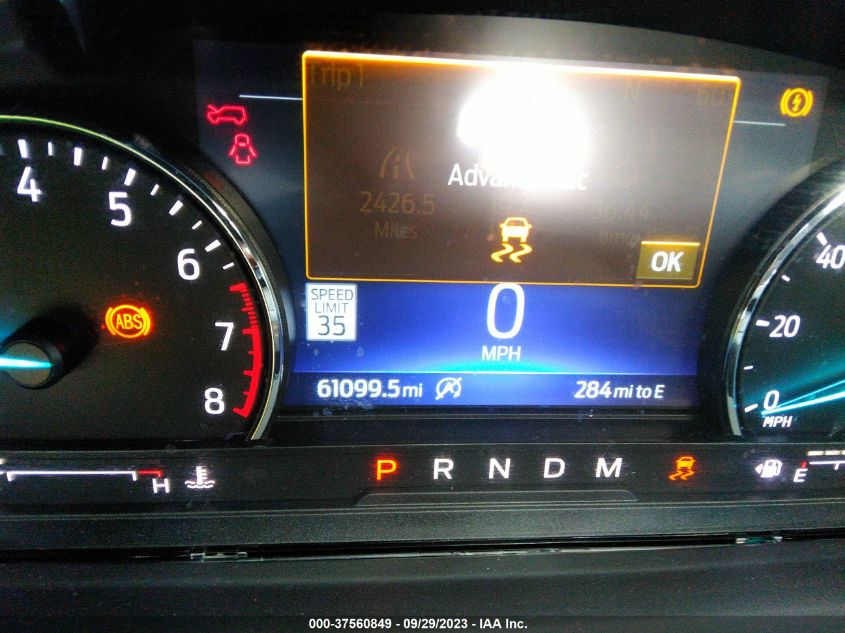 Trip 1
2426.5
Miles
OK
4
5
6
7
8
ABS
SPEED
LIMIT
35
0
MPH
61099.5 mi
284 mi to E
40
20
0
MPH
H
P R N D M
E
000-37560849 - 09/29/2023 - IAA Inc.